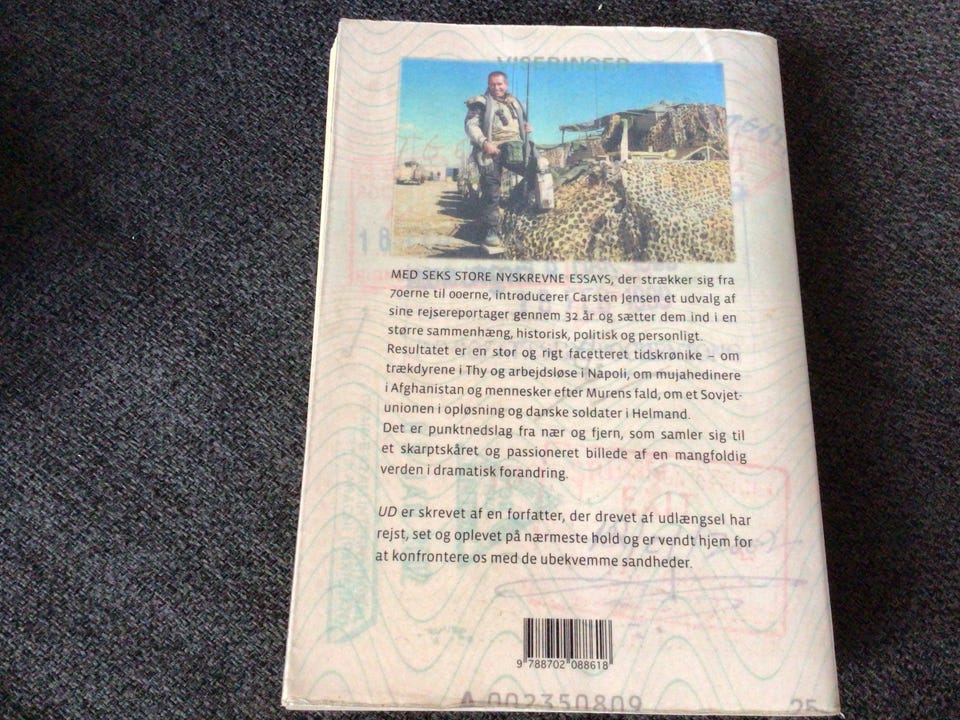 VISERINGER
MED SEKS STORE NYSKREVNE ESSAYS, der strækker sig fra
70erne til 00erne, introducerer Carsten Jensen et udvalg af
sine rejsereportager gennem 32 år og sætter dem ind i en
større sammenhæng, historisk, politisk og personligt.
Resultatet er en stor og rigt facetteret tidskrønike – om
trækdyrene i Thy og arbejdsløse i Napoli, om mujahedinere
i Afghanistan og mennesker efter Murens fald, om et Sovjet-
unionen i opløsning og danske soldater i Helmand.
Det er punktnedslag fra nær og fjern, som samler sig til
et skarptskåret og passioneret billede af en mangfoldig
verden i dramatisk forandring.
UD er skrevet af en forfatter, der drevet af udlængsel har
rejst, set og oplevet på nærmeste hold og er vendt hjem for
at konfrontere os med de ubekvemme sandheder.
9 788702 088618
A 002350809 25